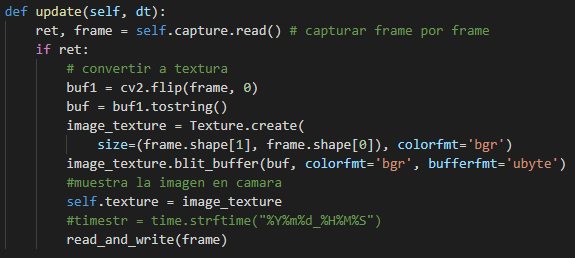 def update(self, dt):
    ret, frame = self.capture.read() # capturar frame por frame
    if ret:
        # convertir a textura
        buf1 = cv2.flip(frame, 0)
        buf = buf1.tostring()
        image_texture = Texture.create(
            size=(frame.shape[1], frame.shape[0]), colorfmt='bgr')
        image_texture.blit_buffer(buf, colorfmt='bgr', bufferfmt='ubyte')
        #muestra la imagen en camara
        self.texture = image_texture
        #timestr = time.strftime("%Y%m%d_%H%M%S")
        read_and_write(frame)